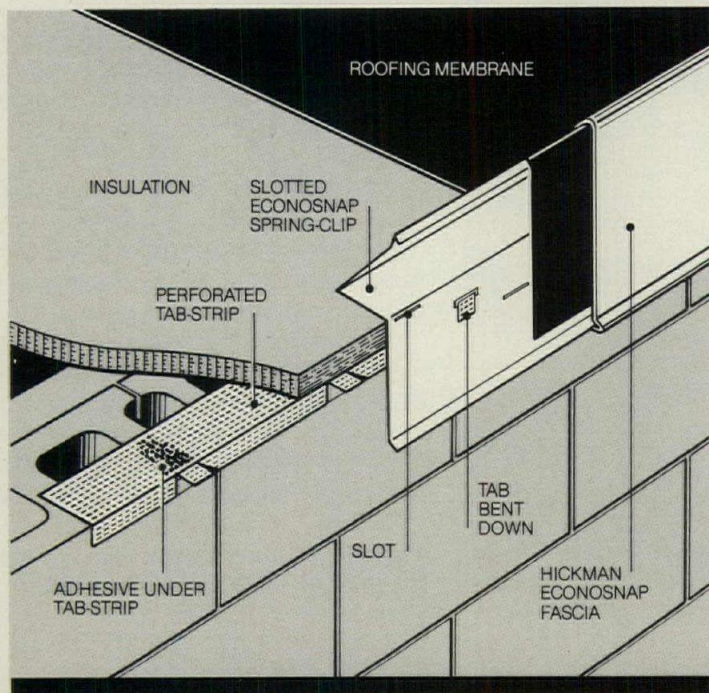 ROOFING MEMBRANE
INSULATION
SLOTTED
ECONOSNAP
SPRING-CLIP
PERFORATED
TAB-STRIP
ADHESIVE UNDER
TAB-STRIP
SLOT
TAB
BENT
DOWN
HICKMAN
ECONOSNAP
FASCIA